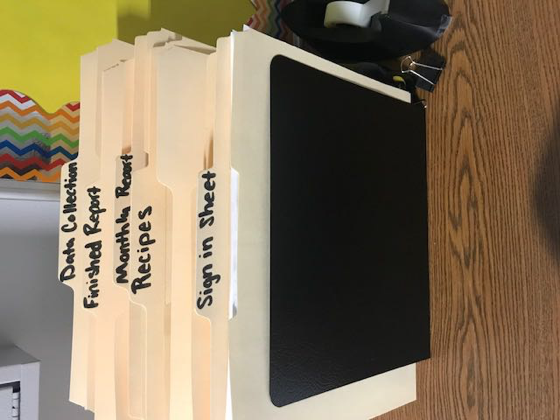 Data Collection
Finished Report
Monthly Report
Recipes
Sign in Sheet